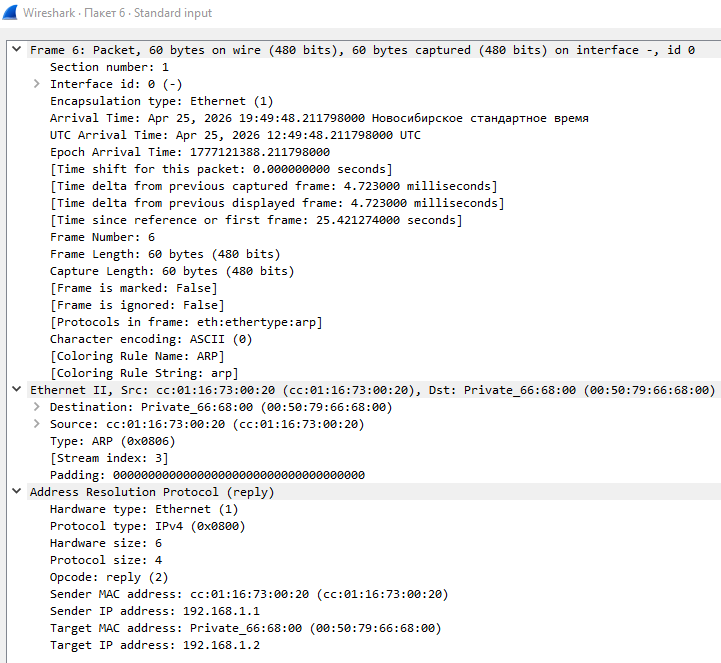 Wireshark · Пакет 6 · Standard input
Frame 6: Packet, 60 bytes on wire (480 bits), 60 bytes captured (480 bits) on interface -, id 0
Section number: 1
Interface id: 0 (-)
Encapsulation type: Ethernet (1)
Arrival Time: Apr 25, 2026 19:49:48.211798000 Новосибирское стандартное время
UTC Arrival Time: Apr 25, 2026 12:49:48.211798000 UTC
Epoch Arrival Time: 1777121388.211798000
[Time shift for this packet: 0.000000000 seconds]
[Time delta from previous captured frame: 4.723000 milliseconds]
[Time delta from previous displayed frame: 4.723000 milliseconds]
[Time since reference or first frame: 25.421274000 seconds]
Frame Number: 6
Frame Length: 60 bytes (480 bits)
Capture Length: 60 bytes (480 bits)
[Frame is marked: False]
[Frame is ignored: False]
[Protocols in frame: eth:ethertype:arp]
Character encoding: ASCII (0)
[Coloring Rule Name: ARP]
[Coloring Rule String: arp]
Ethernet II, Src: cc:01:16:73:00:20 (cc:01:16:73:00:20), Dst: Private_66:68:00 (00:50:79:66:68:00)
Destination: Private_66:68:00 (00:50:79:66:68:00)
Source: cc:01:16:73:00:20 (cc:01:16:73:00:20)
Type: ARP (0x0806)
[Stream index: 3]
Padding: 000000000000000000000000000000000000
Address Resolution Protocol (reply)
Hardware type: Ethernet (1)
Protocol type: IPv4 (0x0800)
Hardware size: 6
Protocol size: 4
Opcode: reply (2)
Sender MAC address: cc:01:16:73:00:20 (cc:01:16:73:00:20)
Sender IP address: 192.168.1.1
Target MAC address: Private_66:68:00 (00:50:79:66:68:00)
Target IP address: 192.168.1.2